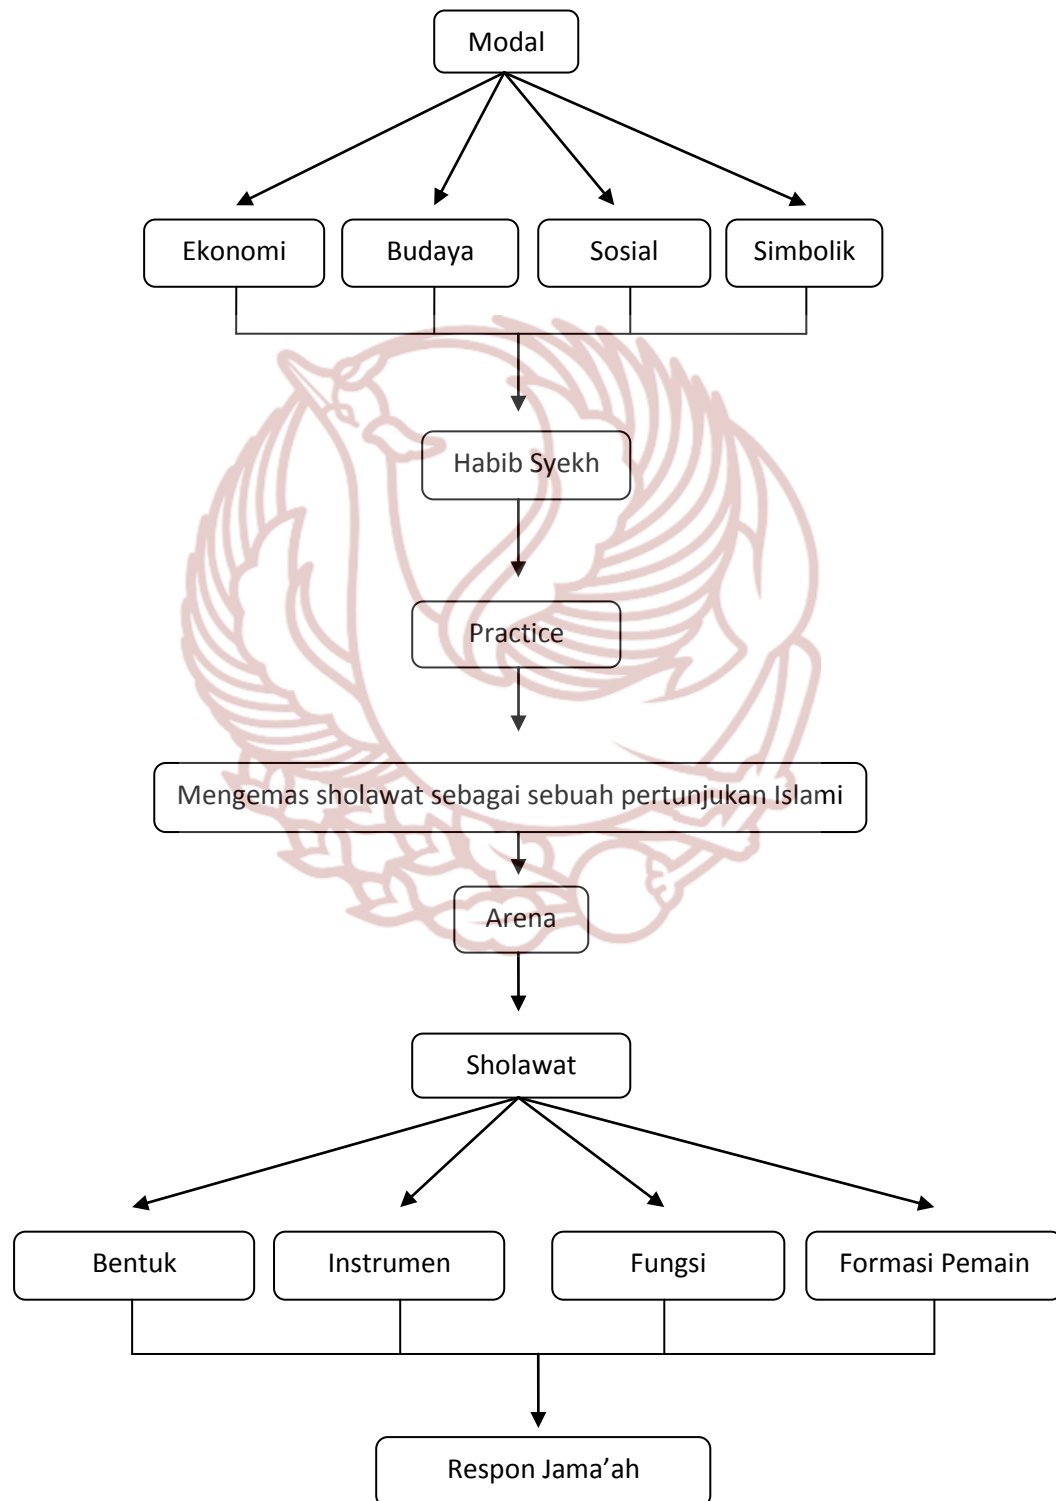 Modal
Ekonomi
Budaya
Sosial
Simbolik
Habib Syekh
Practice
Mengemas sholawat sebagai sebuah pertunjukan Islami
Arena
Sholawat
Bentuk
Instrumen
Fungsi
Formasi Pemain
Respon Jama’ah